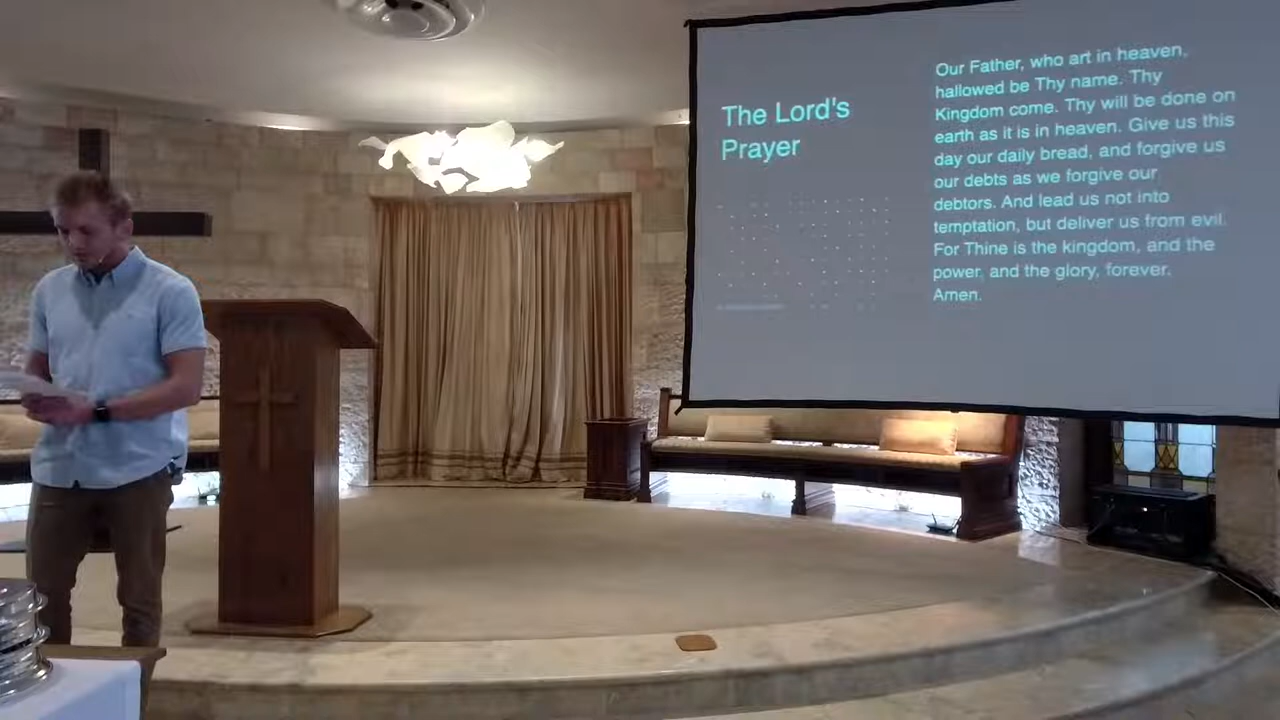 The Lord's
Prayer
Our Father, who art in heaven,
hallowed be Thy name. Thy
Kingdom come. Thy will be done on
earth as it is in heaven. Give us this
day our daily bread, and forgive us
our debts as we forgive our
debtors. And lead us not into
temptation, but deliver us from evil.
For Thine is the kingdom, and the
power, and the glory, forever.
Amen.